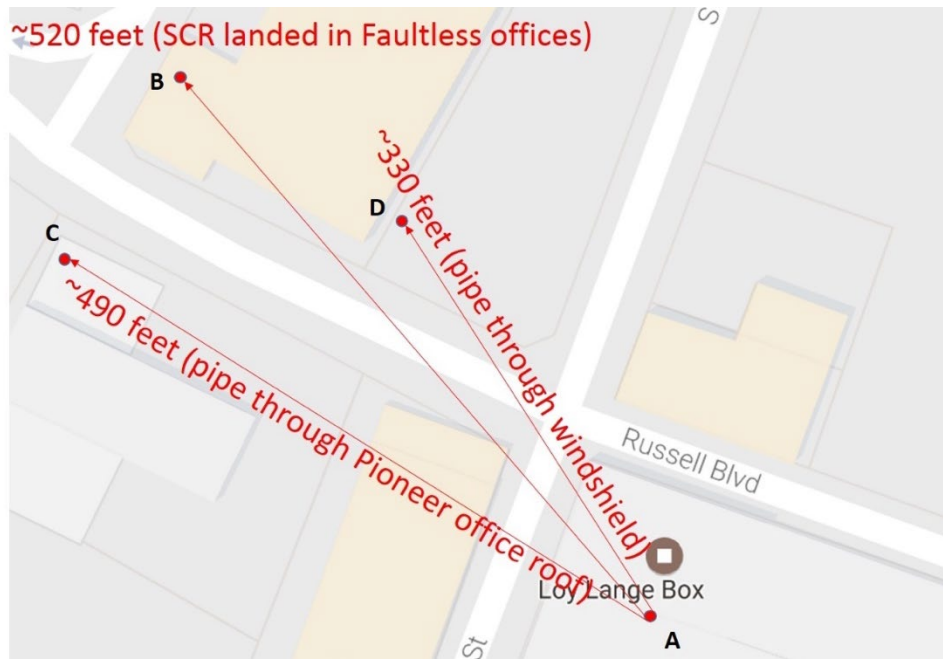 S
~520 feet (SCR landed in Faultless offices)
B
~330 feet (pipe through windshield)
D
C
~490 feet (pipe through Pioneer office roof)
Russell Blvd
Loy Lange Box
A
St